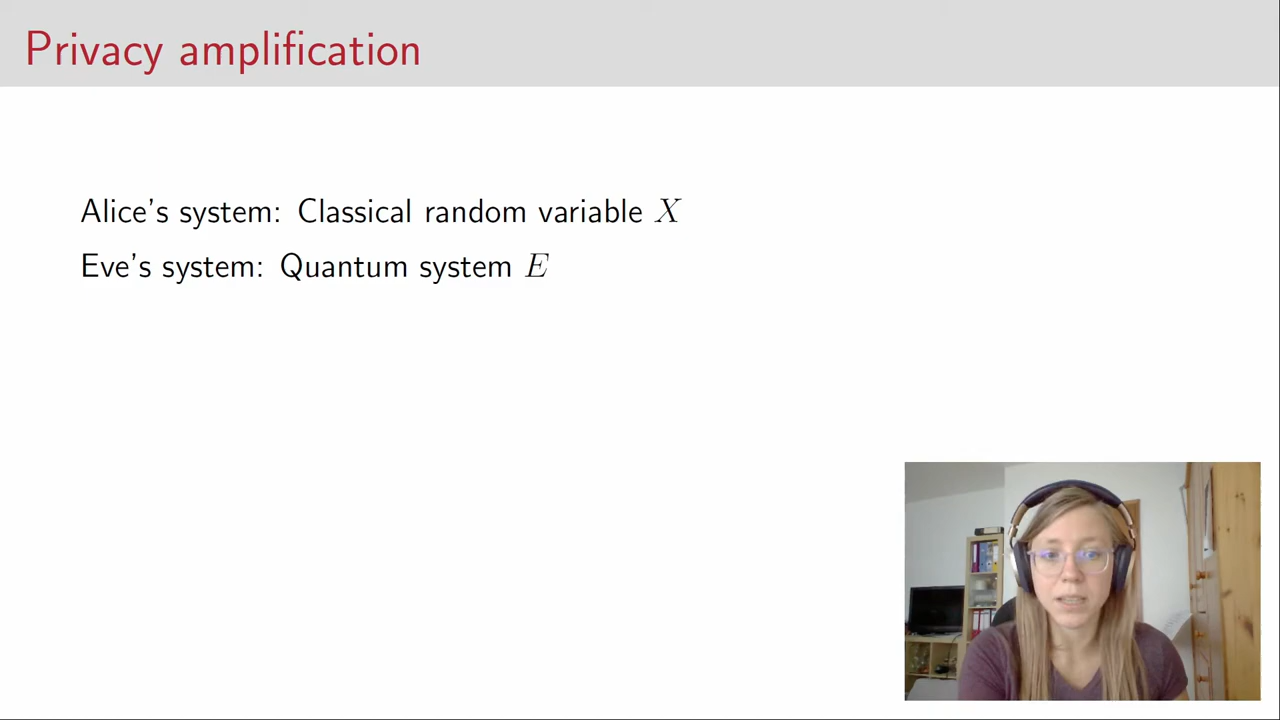 Privacy amplification
Alice's system: Classical random variable X
Eve's system: Quantum system E